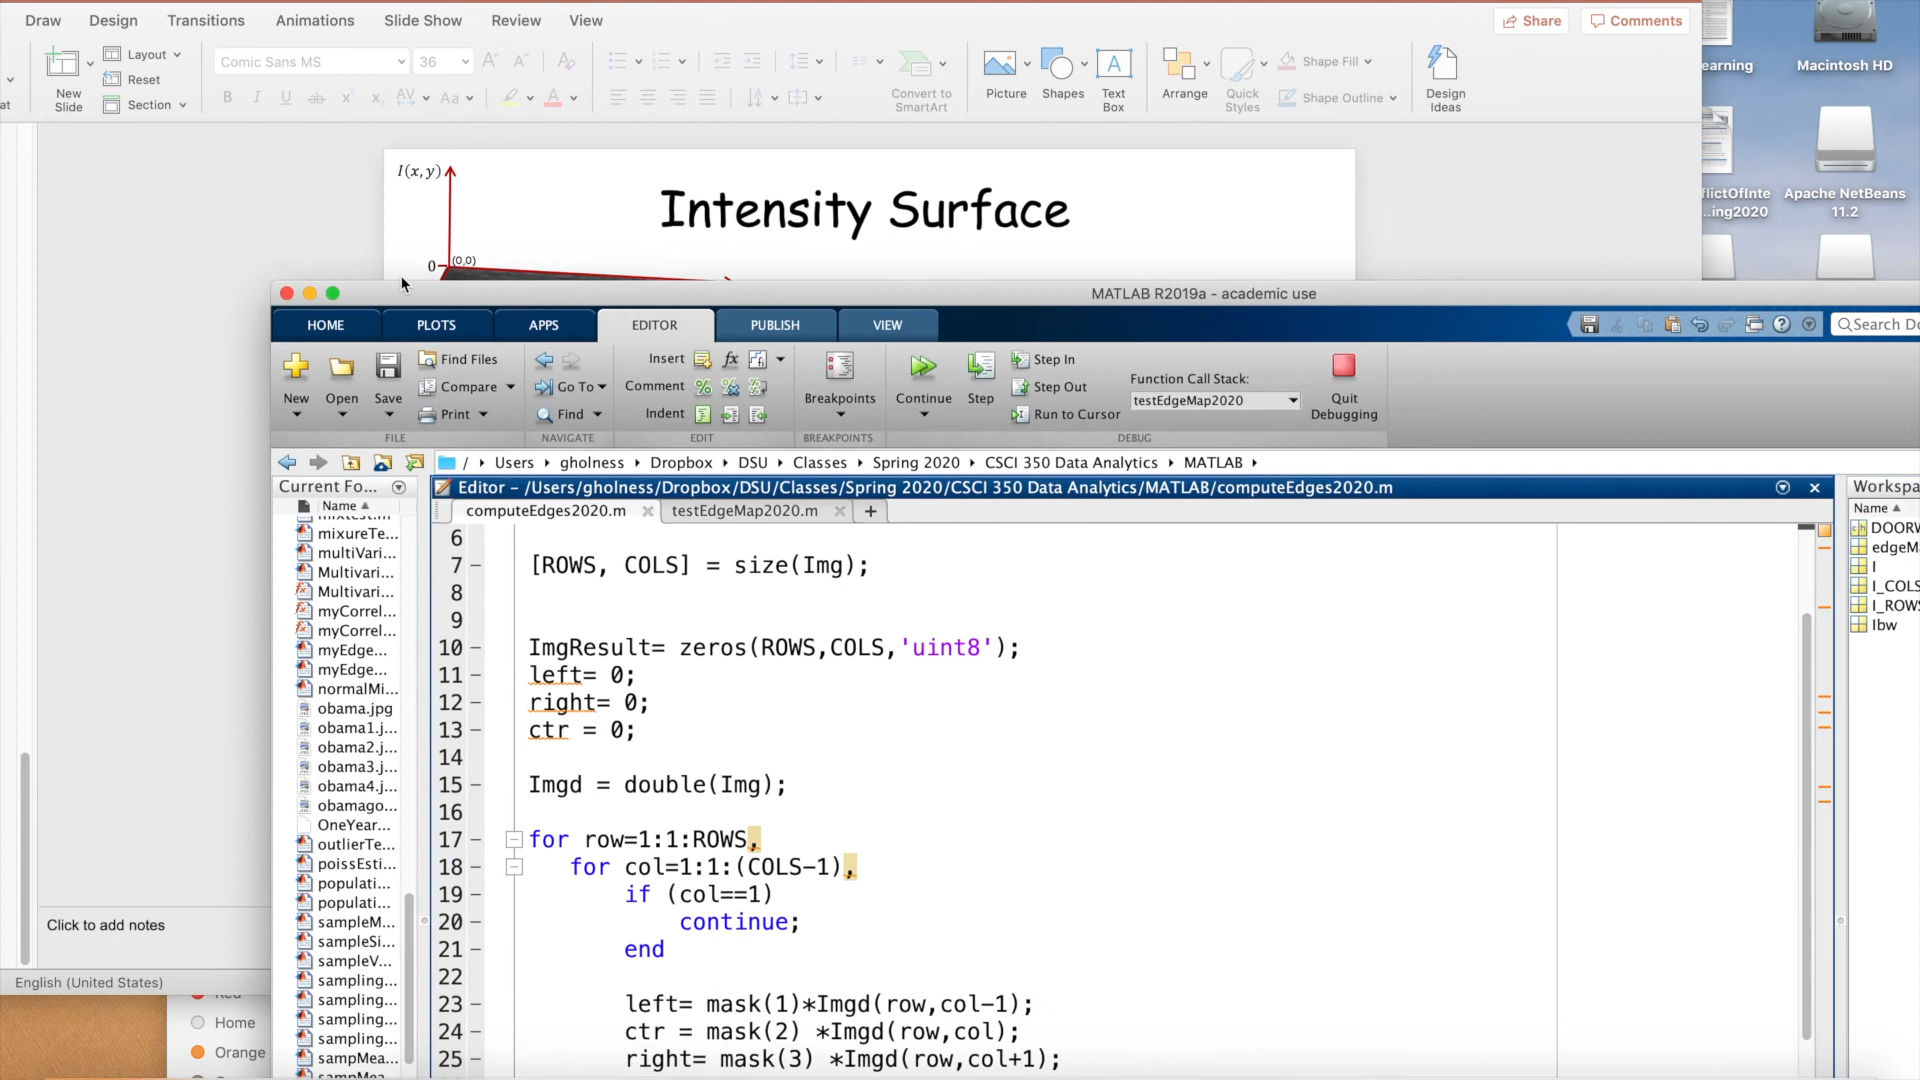 Draw Design Transitions Animations Slide Show Review View Share Comments
Layout
Reset
Section
New Slide
Comic Sans MS 36
Convert to SmartArt
Picture Shapes Text Box Arrange Quick Styles
Shape Fill
Shape Outline
Design Ideas
Macintosh HD
Apache NetBeans 11.2
I(x,y)
Intensity Surface
0
(0,0)
MATLAB R2019a - academic use
HOME PLOTS APPS EDITOR PUBLISH VIEW
New Open Save
Find Files
Compare
Print
FILE
Go To
Find
NAVIGATE
Insert
Comment
Indent
fx
EDIT
Breakpoints
BREAKPOINTS
Continue Step
Step In
Step Out
Run to Cursor
Function Call Stack:
testEdgeMap2020
Quit Debugging
DEBUG
/ Users gholness Dropbox DSU Classes Spring 2020 CSCI 350 Data Analytics MATLAB
Current Fo...
Name
mixureTe...
multiVari...
Multivari...
Multivari...
myCorrel...
myCorrel...
myEdge...
myEdge...
normalMi...
obama.jpg
obama1.j...
obama2.j...
obama3.j...
obama4.j...
obamago...
OneYear...
outlierTe...
poissEsti...
populati...
populati...
sampleM...
sampleSi...
sampleV...
sampling...
sampling...
sampling...
sampling...
sampMea...
Editor - /Users/gholness/Dropbox/DSU/Classes/Spring 2020/CSCI 350 Data Analytics/MATLAB/computeEdges2020.m
computeEdges2020.m testEdgeMap2020.m
6
7 [ROWS, COLS] = size(Img);
8
9
10 ImgResult= zeros(ROWS,COLS,'uint8');
11 left= 0;
12 right= 0;
13 ctr = 0;
14
15 Imgd = double(Img);
16
17 for row=1:1:ROWS,
18 for col=1:1:(COLS-1),
19 if (col==1)
20 continue;
21 end
22
23 left= mask(1)*Imgd(row,col-1);
24 ctr = mask(2) *Imgd(row,col);
25 right= mask(3) *Imgd(row,col+1);
Name
I
I_COLS
Ibw
Click to add notes
English (United States)
Home
Orange